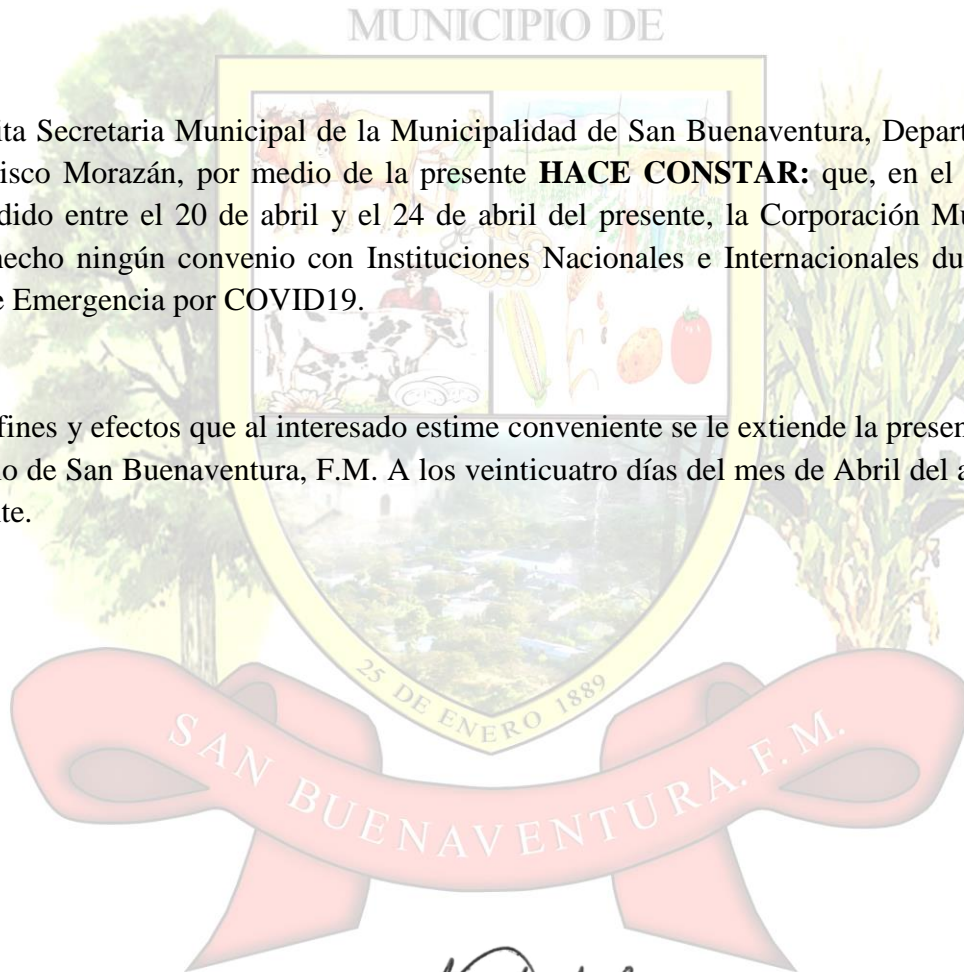 MUNICIPIO DE
ita Secretaria Municipal de la Municipalidad de San Buenaventura, Depart
isco Morazán, por medio de la presente HACE CONSTAR: que, en el
dido entre el 20 de abril y el 24 de abril del presente, la Corporación Mu
hecho ningún convenio con Instituciones Nacionales e Internacionales du
e Emergencia por COVID19.
fines y efectos que al interesado estime conveniente se le extiende la presen
io de San Buenaventura, F.M. A los veinticuatro días del mes de Abril del a
te.
25 DE ENERO 1889
SAN BUENAVENTURA. F. M.